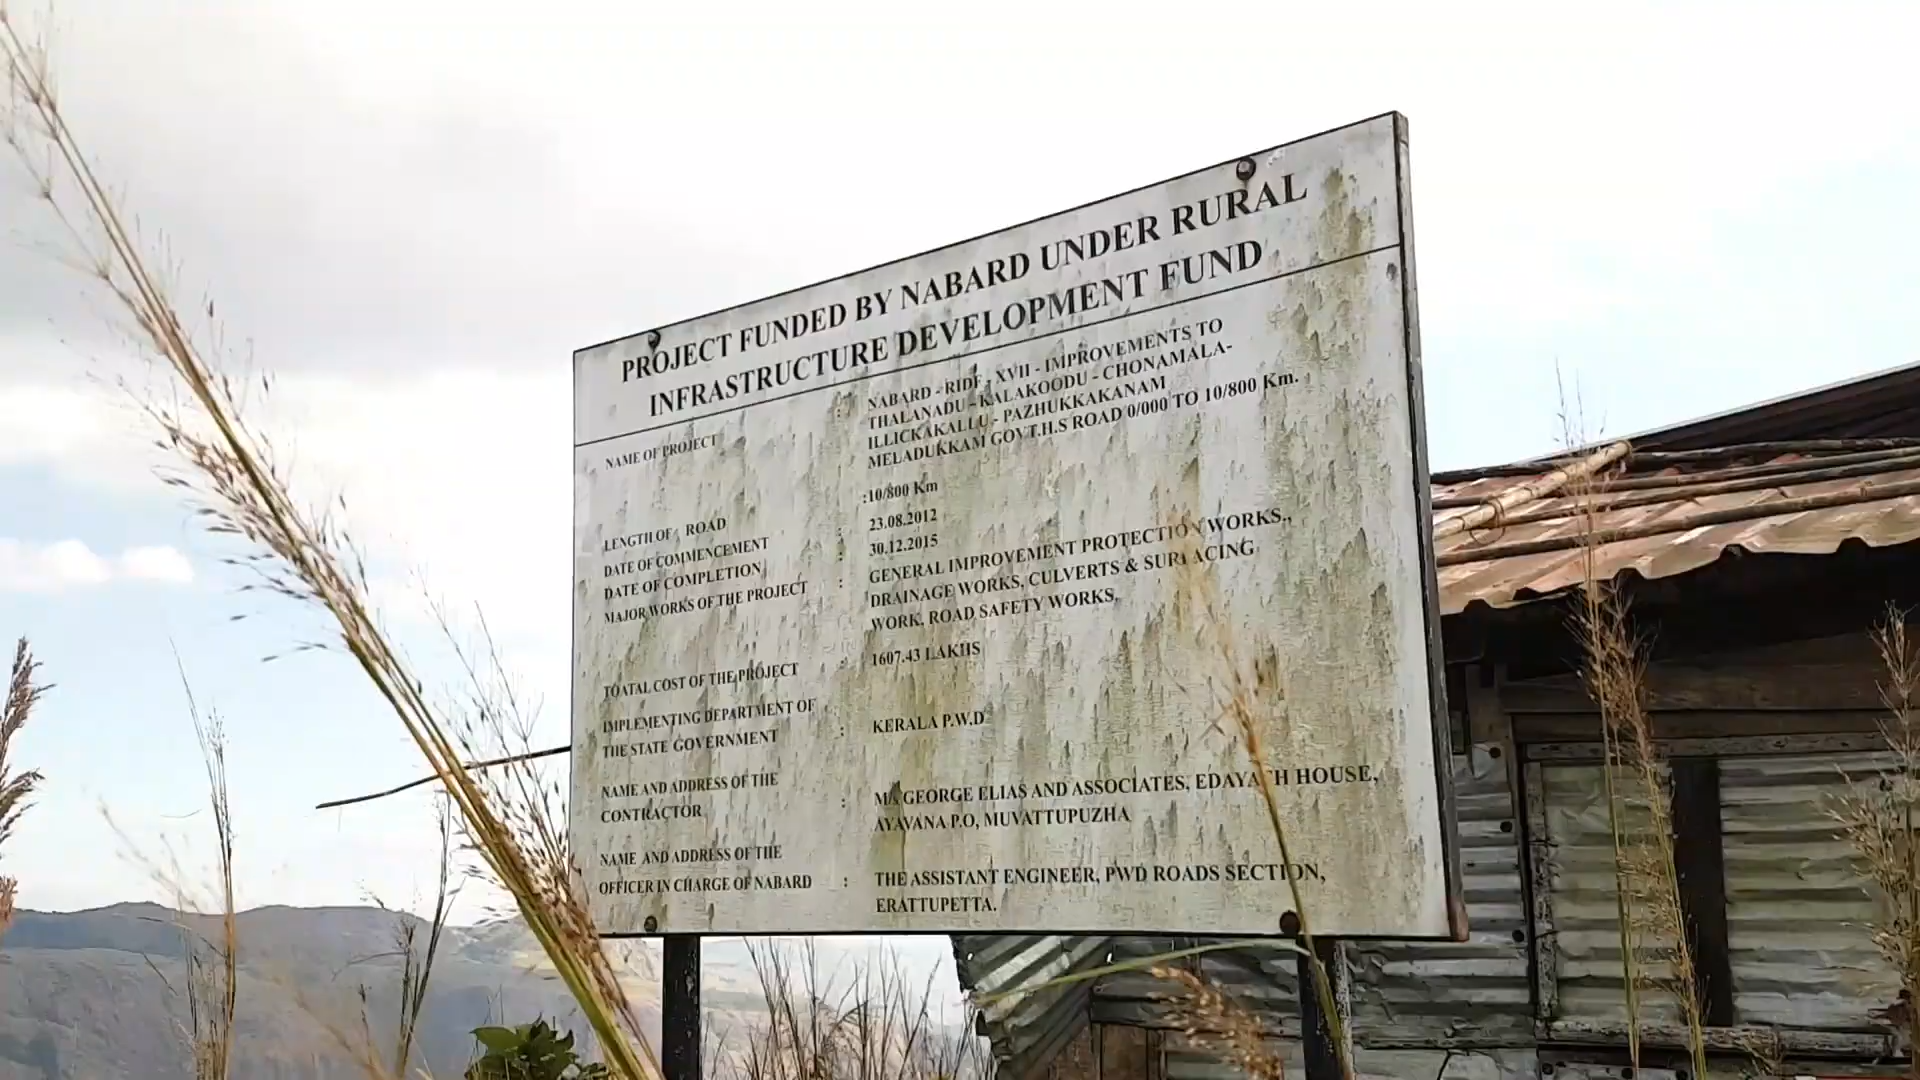 PROJECT FUNDED BY NABARD UNDER RURAL
INFRASTRUCTURE DEVELOPMENT FUND
NAME OF PROJECT : NABARD - RIDF - XVII - IMPROVEMENTS TO
THALANADU - KALAKOODU - CHONAMALA-
ILLICKAKALLU - PAZHUKKAKANAM
MELADUKKAM GOVT.H.S ROAD 0/000 TO 10/800 Km.
LENGTH OF ROAD :10/800 Km
DATE OF COMMENCEMENT : 23.08.2012
DATE OF COMPLETION : 30.12.2015
MAJOR WORKS OF THE PROJECT : GENERAL IMPROVEMENT PROTECTION WORKS.,
DRAINAGE WORKS, CULVERTS & SURFACING
WORK, ROAD SAFETY WORKS.
TOATAL COST OF THE PROJECT : 1607.43 LAKHS
IMPLEMENTING DEPARTMENT OF
THE STATE GOVERNMENT : KERALA P.W.D
NAME AND ADDRESS OF THE
CONTRACTOR : M/s GEORGE ELIAS AND ASSOCIATES, EDAYATH HOUSE,
AYAVANA P.O, MUVATTUPUZHA
NAME AND ADDRESS OF THE
OFFICER IN CHARGE OF NABARD : THE ASSISTANT ENGINEER, PWD ROADS SECTION,
ERATTUPETTA.